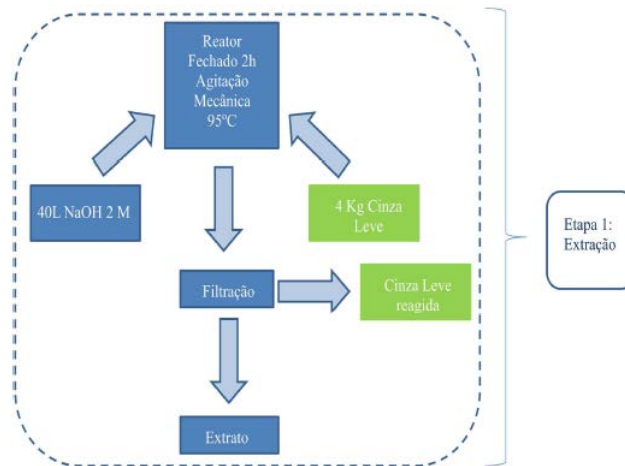 Reator
Fechado 2h
Agitação
Mecânica
95ºC
40L NaOH 2 M
4 Kg Cinza
Leve
Etapa 1:
Extração
Filtração
Cinza Leve
reagida
Extrato